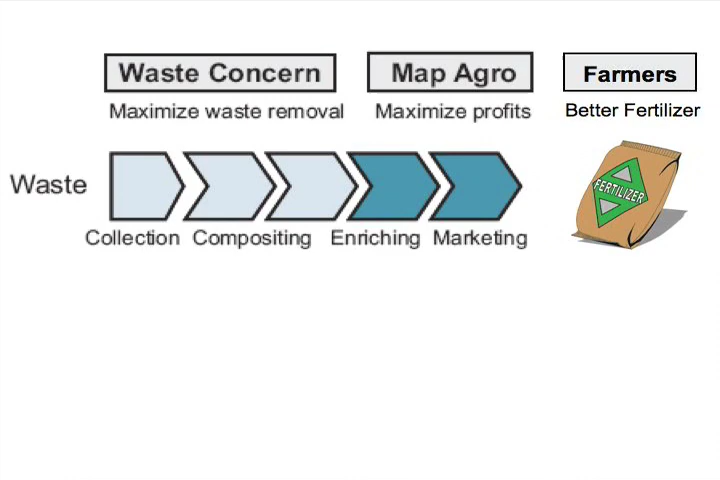 Waste Concern
Map Agro
Farmers
Maximize waste removal
Maximize profits
Better Fertilizer
Waste
FERTILIZER
Collection
Compositing
Enriching
Marketing